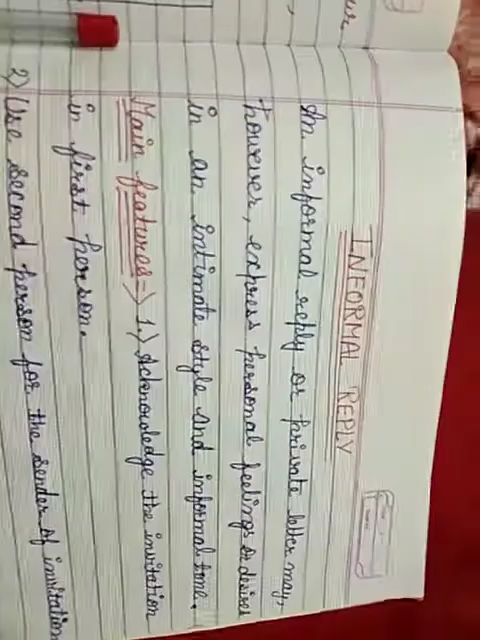 INFORMAL REPLY
An informal reply or private letter may,
however, express personal feelings or desires
in an intimate style and informal tone.
Main features=> 1.) Acknowledge the invitation
in first person.
2) Use second person for the sender of invitation